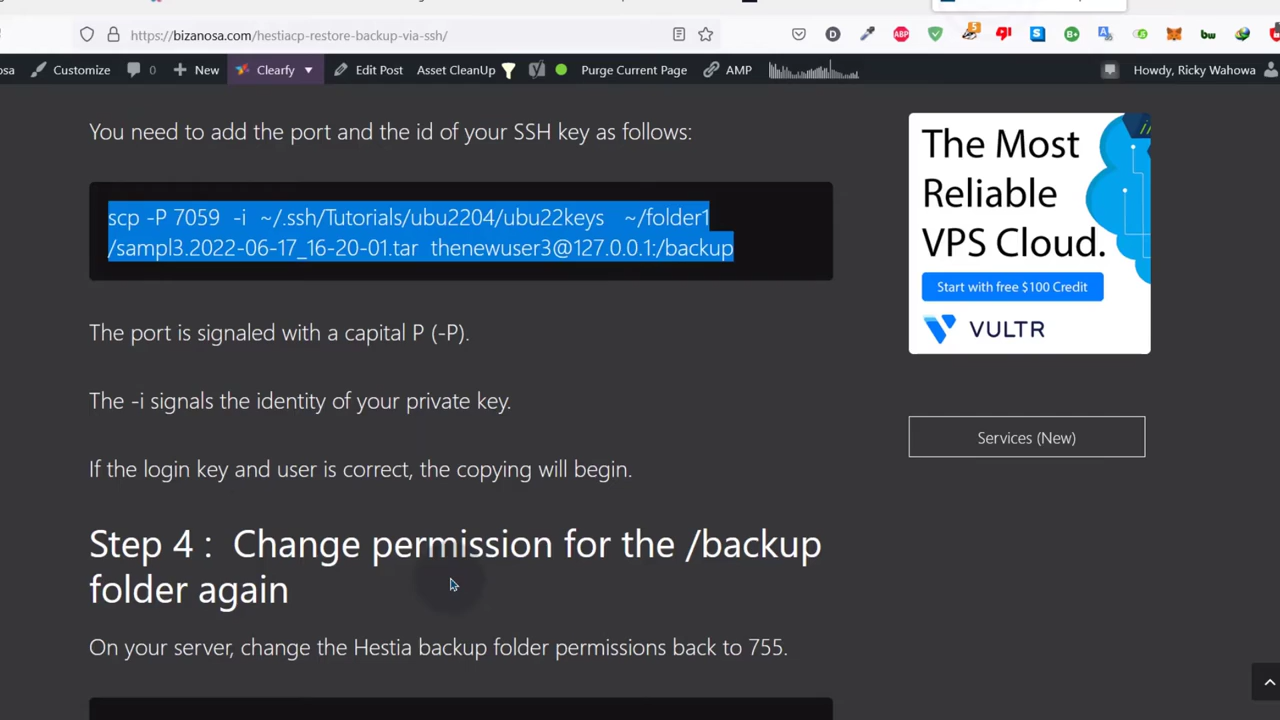 https://bizanosa.com/hestiacp-restore-backup-via-ssh/
5
ABP
osa
Customize
0
New
Clearfy
Edit Post
Asset CleanUp
Purge Current Page
AMP
Howdy, Ricky Wahowa
You need to add the port and the id of your SSH key as follows:
scp -P 7059 -i ~/.ssh/Tutorials/ubu2204/ubu22keys ~/folder1
/sampl3.2022-06-17_16-20-01.tar thenewuser3@127.0.0.1:/backup
The port is signaled with a capital P (-P).
The -i signals the identity of your private key.
If the login key and user is correct, the copying will begin.
Step 4 : Change permission for the /backup
folder again
On your server, change the Hestia backup folder permissions back to 755.
The Most
Reliable
VPS Cloud.
Start with free $100 Credit
VULTR
Services (New)